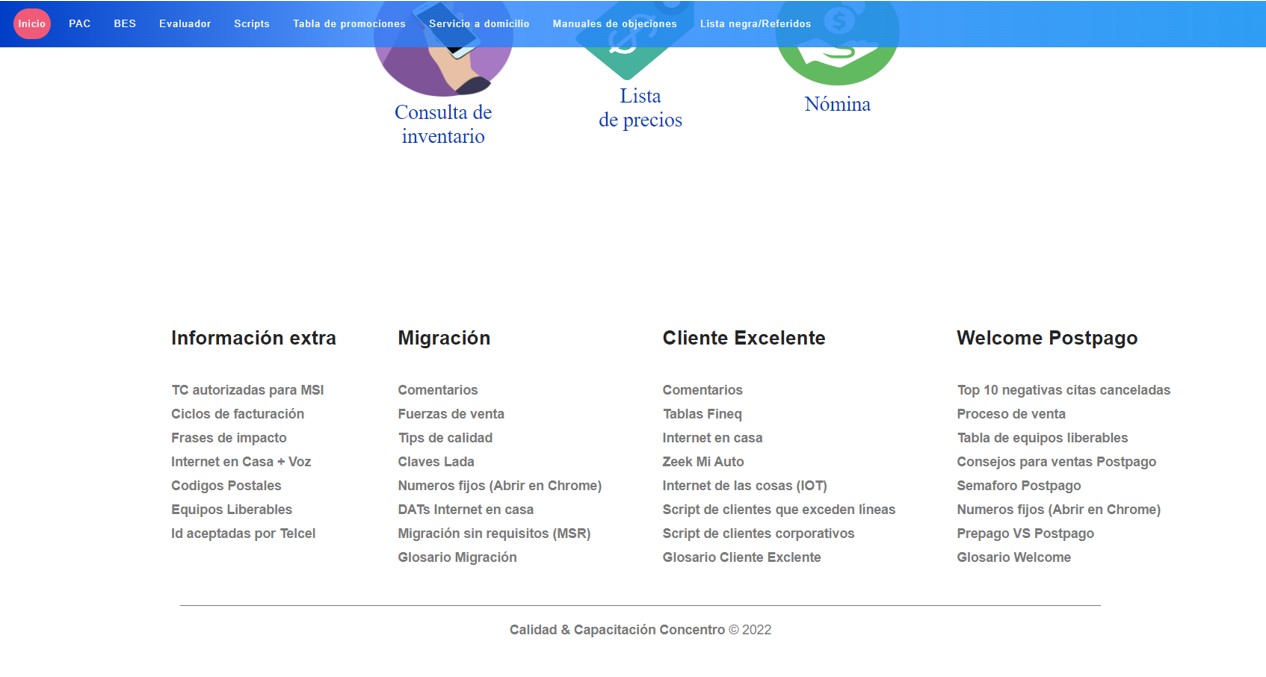 Inicio PAC BES Evaluador Scripts Tabla de promociones Servicio a domicilio Manuales de objeciones Lista negra/Referidos
Consulta de
inventario
Lista
de precios
Nómina
Información extra
TC autorizadas para MSI
Ciclos de facturación
Frases de impacto
Internet en Casa + Voz
Codigos Postales
Equipos Liberables
Id aceptadas por Telcel
Migración
Comentarios
Fuerzas de venta
Tips de calidad
Claves Lada
Numeros fijos (Abrir en Chrome)
DATs Internet en casa
Migración sin requisitos (MSR)
Glosario Migración
Cliente Excelente
Comentarios
Tablas Fineq
Internet en casa
Zeek Mi Auto
Internet de las cosas (IOT)
Script de clientes que exceden líneas
Script de clientes corporativos
Glosario Cliente Exclente
Welcome Postpago
Top 10 negativas citas canceladas
Proceso de venta
Tabla de equipos liberables
Consejos para ventas Postpago
Semaforo Postpago
Numeros fijos (Abrir en Chrome)
Prepago VS Postpago
Glosario Welcome
Calidad & Capacitación Concentro © 2022